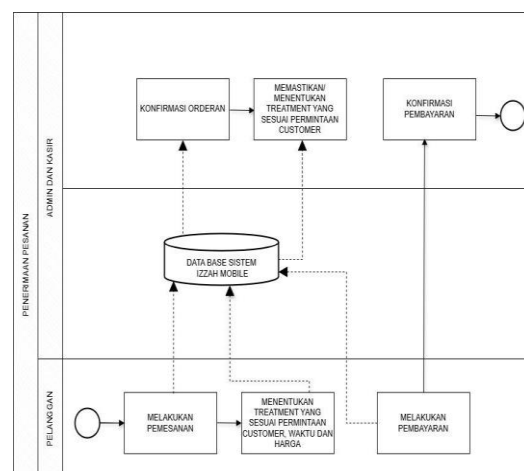 PENERIMAAN PESANAN
ADMIN DAN KASIR
KONFIRMASI ORDERAN
MEMASTIKAN/
MENENTUKAN
TREATMENT YANG
SESUAI PERMINTAAN
CUSTOMER
KONFIRMASI
PEMBAYARAN
DATA BASE SISTEM
IZZAH MOBILE
PELANGGAN
MELAKUKAN
PEMESANAN
MENENTUKAN
TREATMENT YANG
SESUAI PERMINTAAN
CUSTOMER, WAKTU DAN
HARGA
MELAKUKAN
PEMBAYARAN